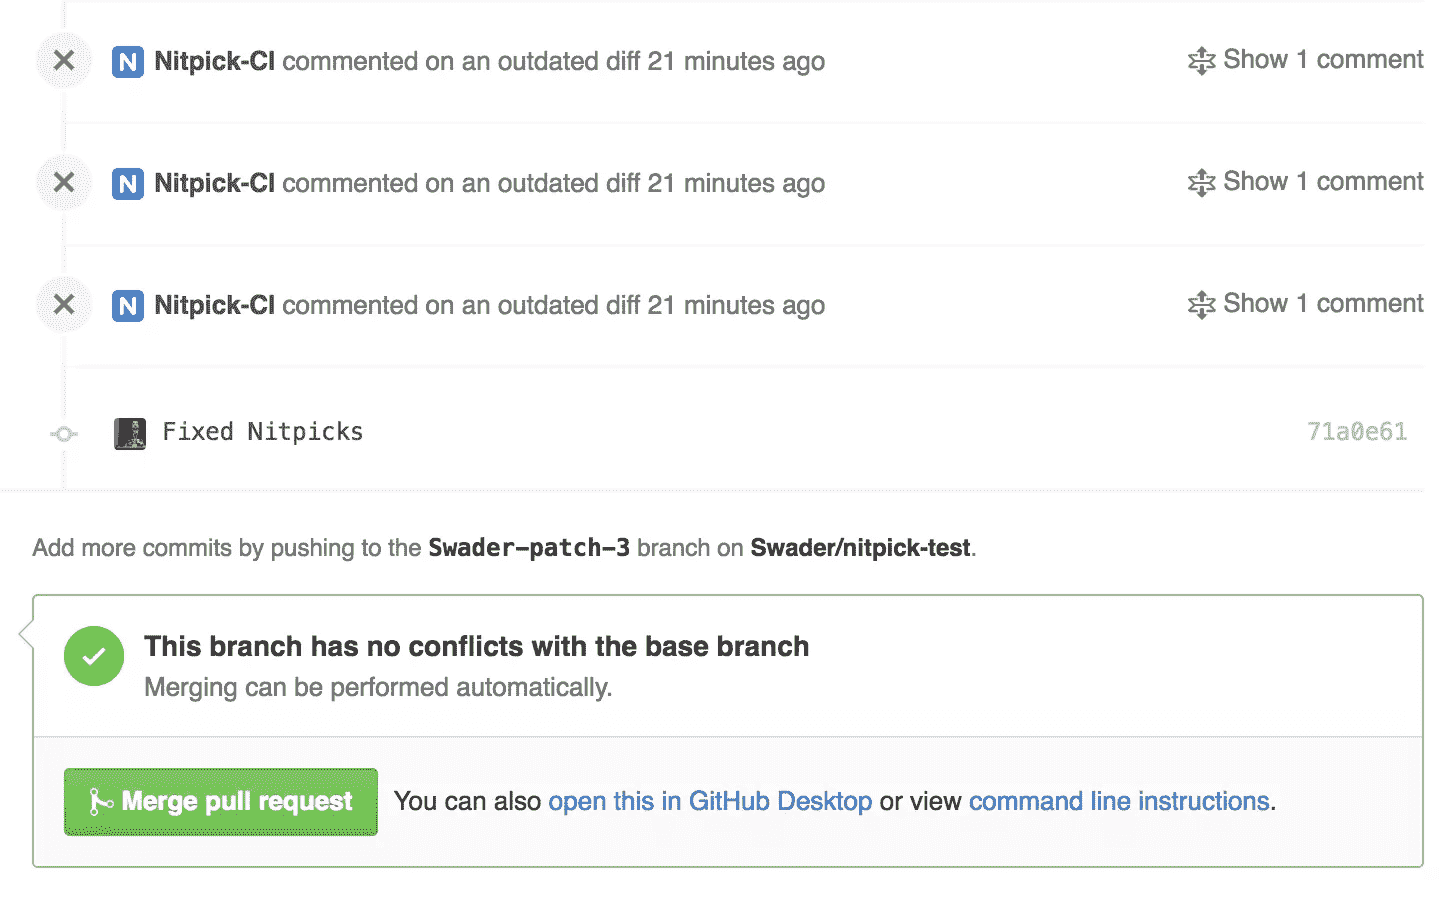 N Nitpick-CI commented on an outdated diff 21 minutes ago Show 1 comment
N Nitpick-CI commented on an outdated diff 21 minutes ago Show 1 comment
N Nitpick-CI commented on an outdated diff 21 minutes ago Show 1 comment
Fixed Nitpicks 71a0e61
Add more commits by pushing to the Swader-patch-3 branch on Swader/nitpick-test.
This branch has no conflicts with the base branch
Merging can be performed automatically.
Merge pull request You can also open this in GitHub Desktop or view command line instructions.